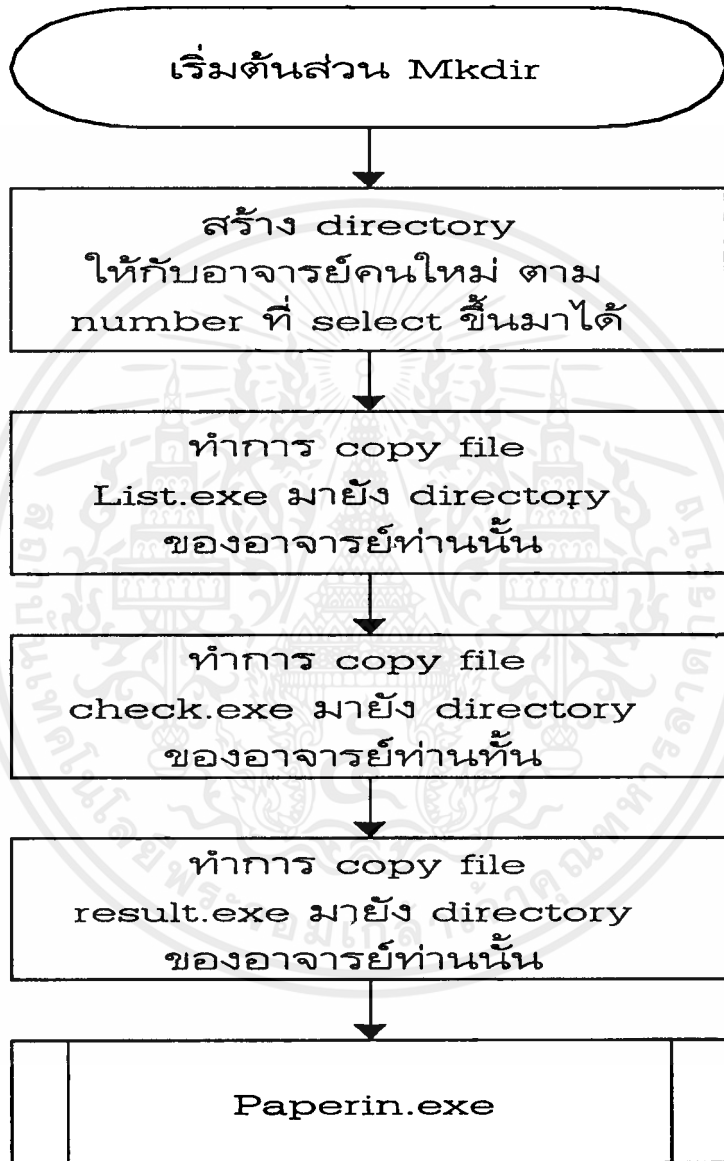 เริ่มต้นส่วน Mkdir
สร้าง directory
ให้กับอาจารย์คนใหม่ ตาม
number ที่ select ขึ้นมาได้
ทำการ copy file
List.exe มายัง directory
ของอาจารย์ท่านนั้น
ทำการ copy file
check.exe มายัง directory
ของอาจารย์ท่านทั้น
ทำการ copy file
result.exe มายัง directory
ของอาจารย์ท่านนั้น
Paperin.exe